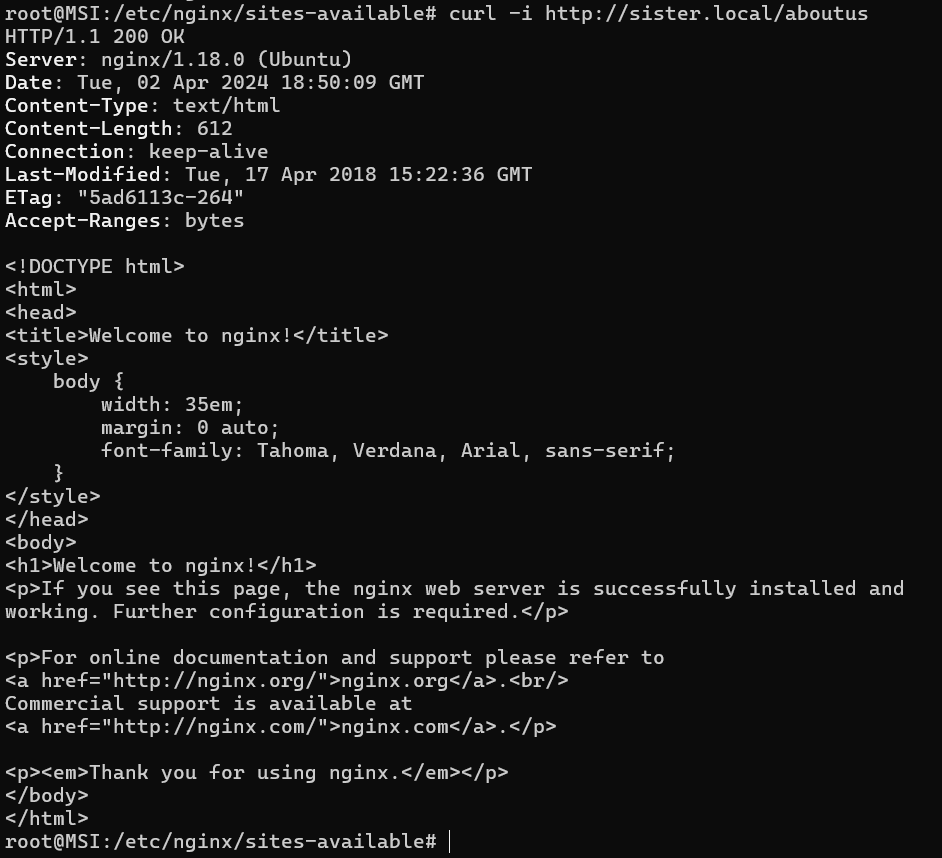 root@MSI:/etc/nginx/sites-available# curl -i http://sister.local/aboutus
HTTP/1.1 200 OK
Server: nginx/1.18.0 (Ubuntu)
Date: Tue, 02 Apr 2024 18:50:09 GMT
Content-Type: text/html
Content-Length: 612
Connection: keep-alive
Last-Modified: Tue, 17 Apr 2018 15:22:36 GMT
ETag: "5ad6113c-264"
Accept-Ranges: bytes

<!DOCTYPE html>
<html>
<head>
<title>Welcome to nginx!</title>
<style>
    body {
        width: 35em;
        margin: 0 auto;
        font-family: Tahoma, Verdana, Arial, sans-serif;
    }
</style>
</head>
<body>
<h1>Welcome to nginx!</h1>
<p>If you see this page, the nginx web server is successfully installed and
working. Further configuration is required.</p>

<p>For online documentation and support please refer to
<a href="http://nginx.org/">nginx.org</a>.<br/>
Commercial support is available at
<a href="http://nginx.com/">nginx.com</a>.</p>

<p><em>Thank you for using nginx.</em></p>
</body>
</html>
root@MSI:/etc/nginx/sites-available#